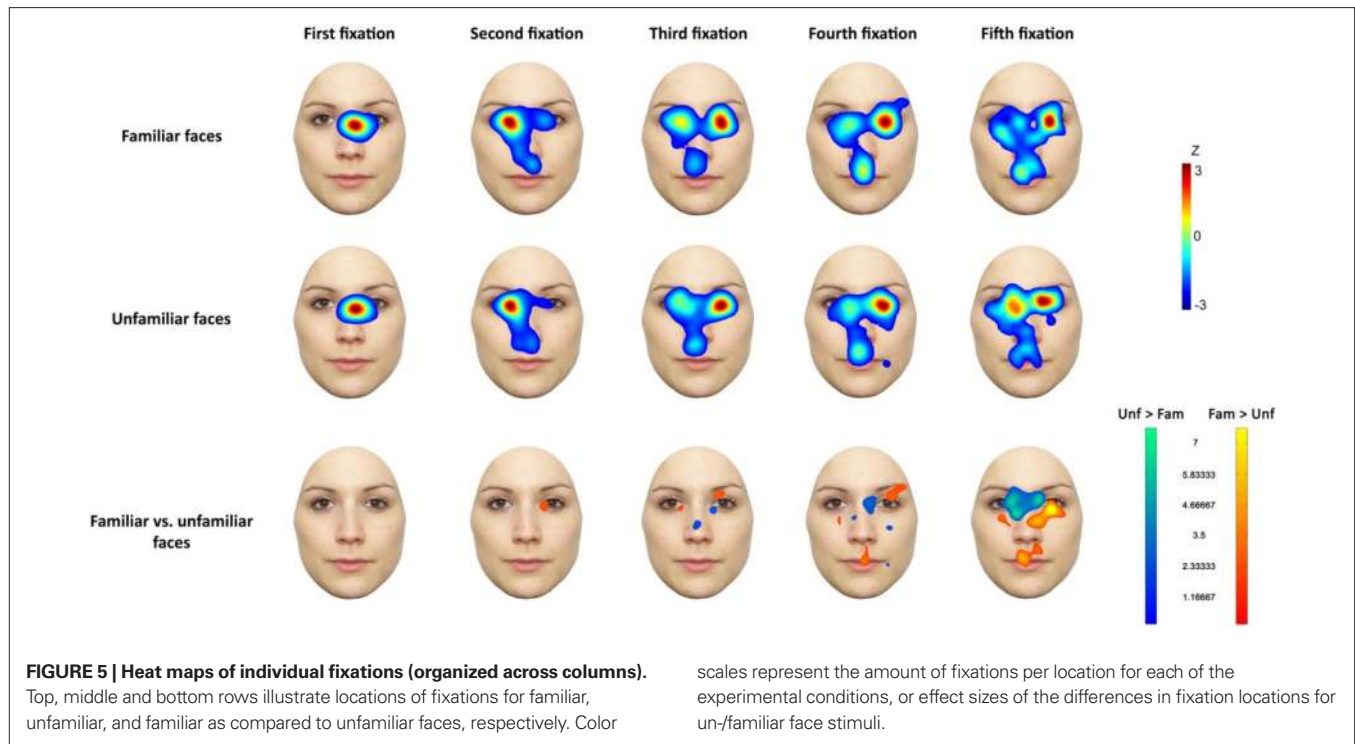 First fixation Second fixation Third fixation Fourth fixation Fifth fixation
Familiar faces
Z
3
0
-3
Unfamiliar faces
Unf > Fam Fam > Unf
7
5.83333
4.66667
3.5
2.33333
1.16667
Familiar vs. unfamiliar
faces
FIGURE 5 | Heat maps of individual fixations (organized across columns).
Top, middle and bottom rows illustrate locations of fixations for familiar,
unfamiliar, and familiar as compared to unfamiliar faces, respectively. Color
scales represent the amount of fixations per location for each of the
experimental conditions, or effect sizes of the differences in fixation locations for
un-/familiar face stimuli.